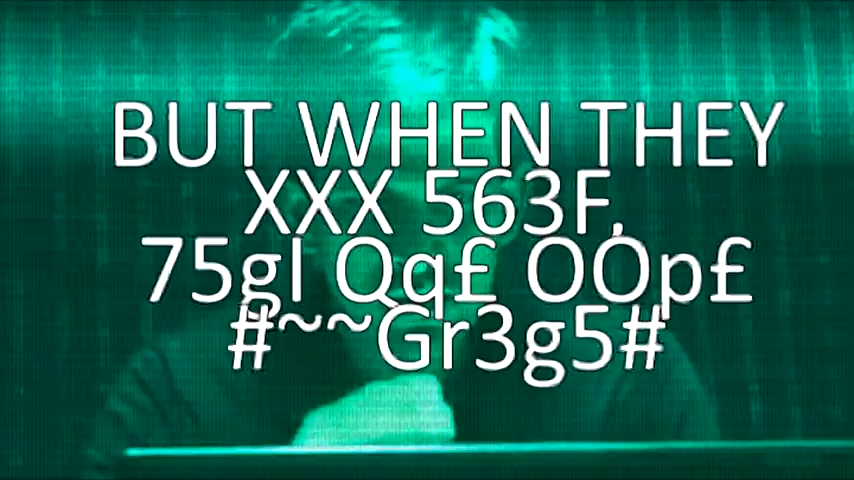 BUT WHEN THEY
XXX 563F,
75gl Qq£ OOp£
#~~Gr3g5#